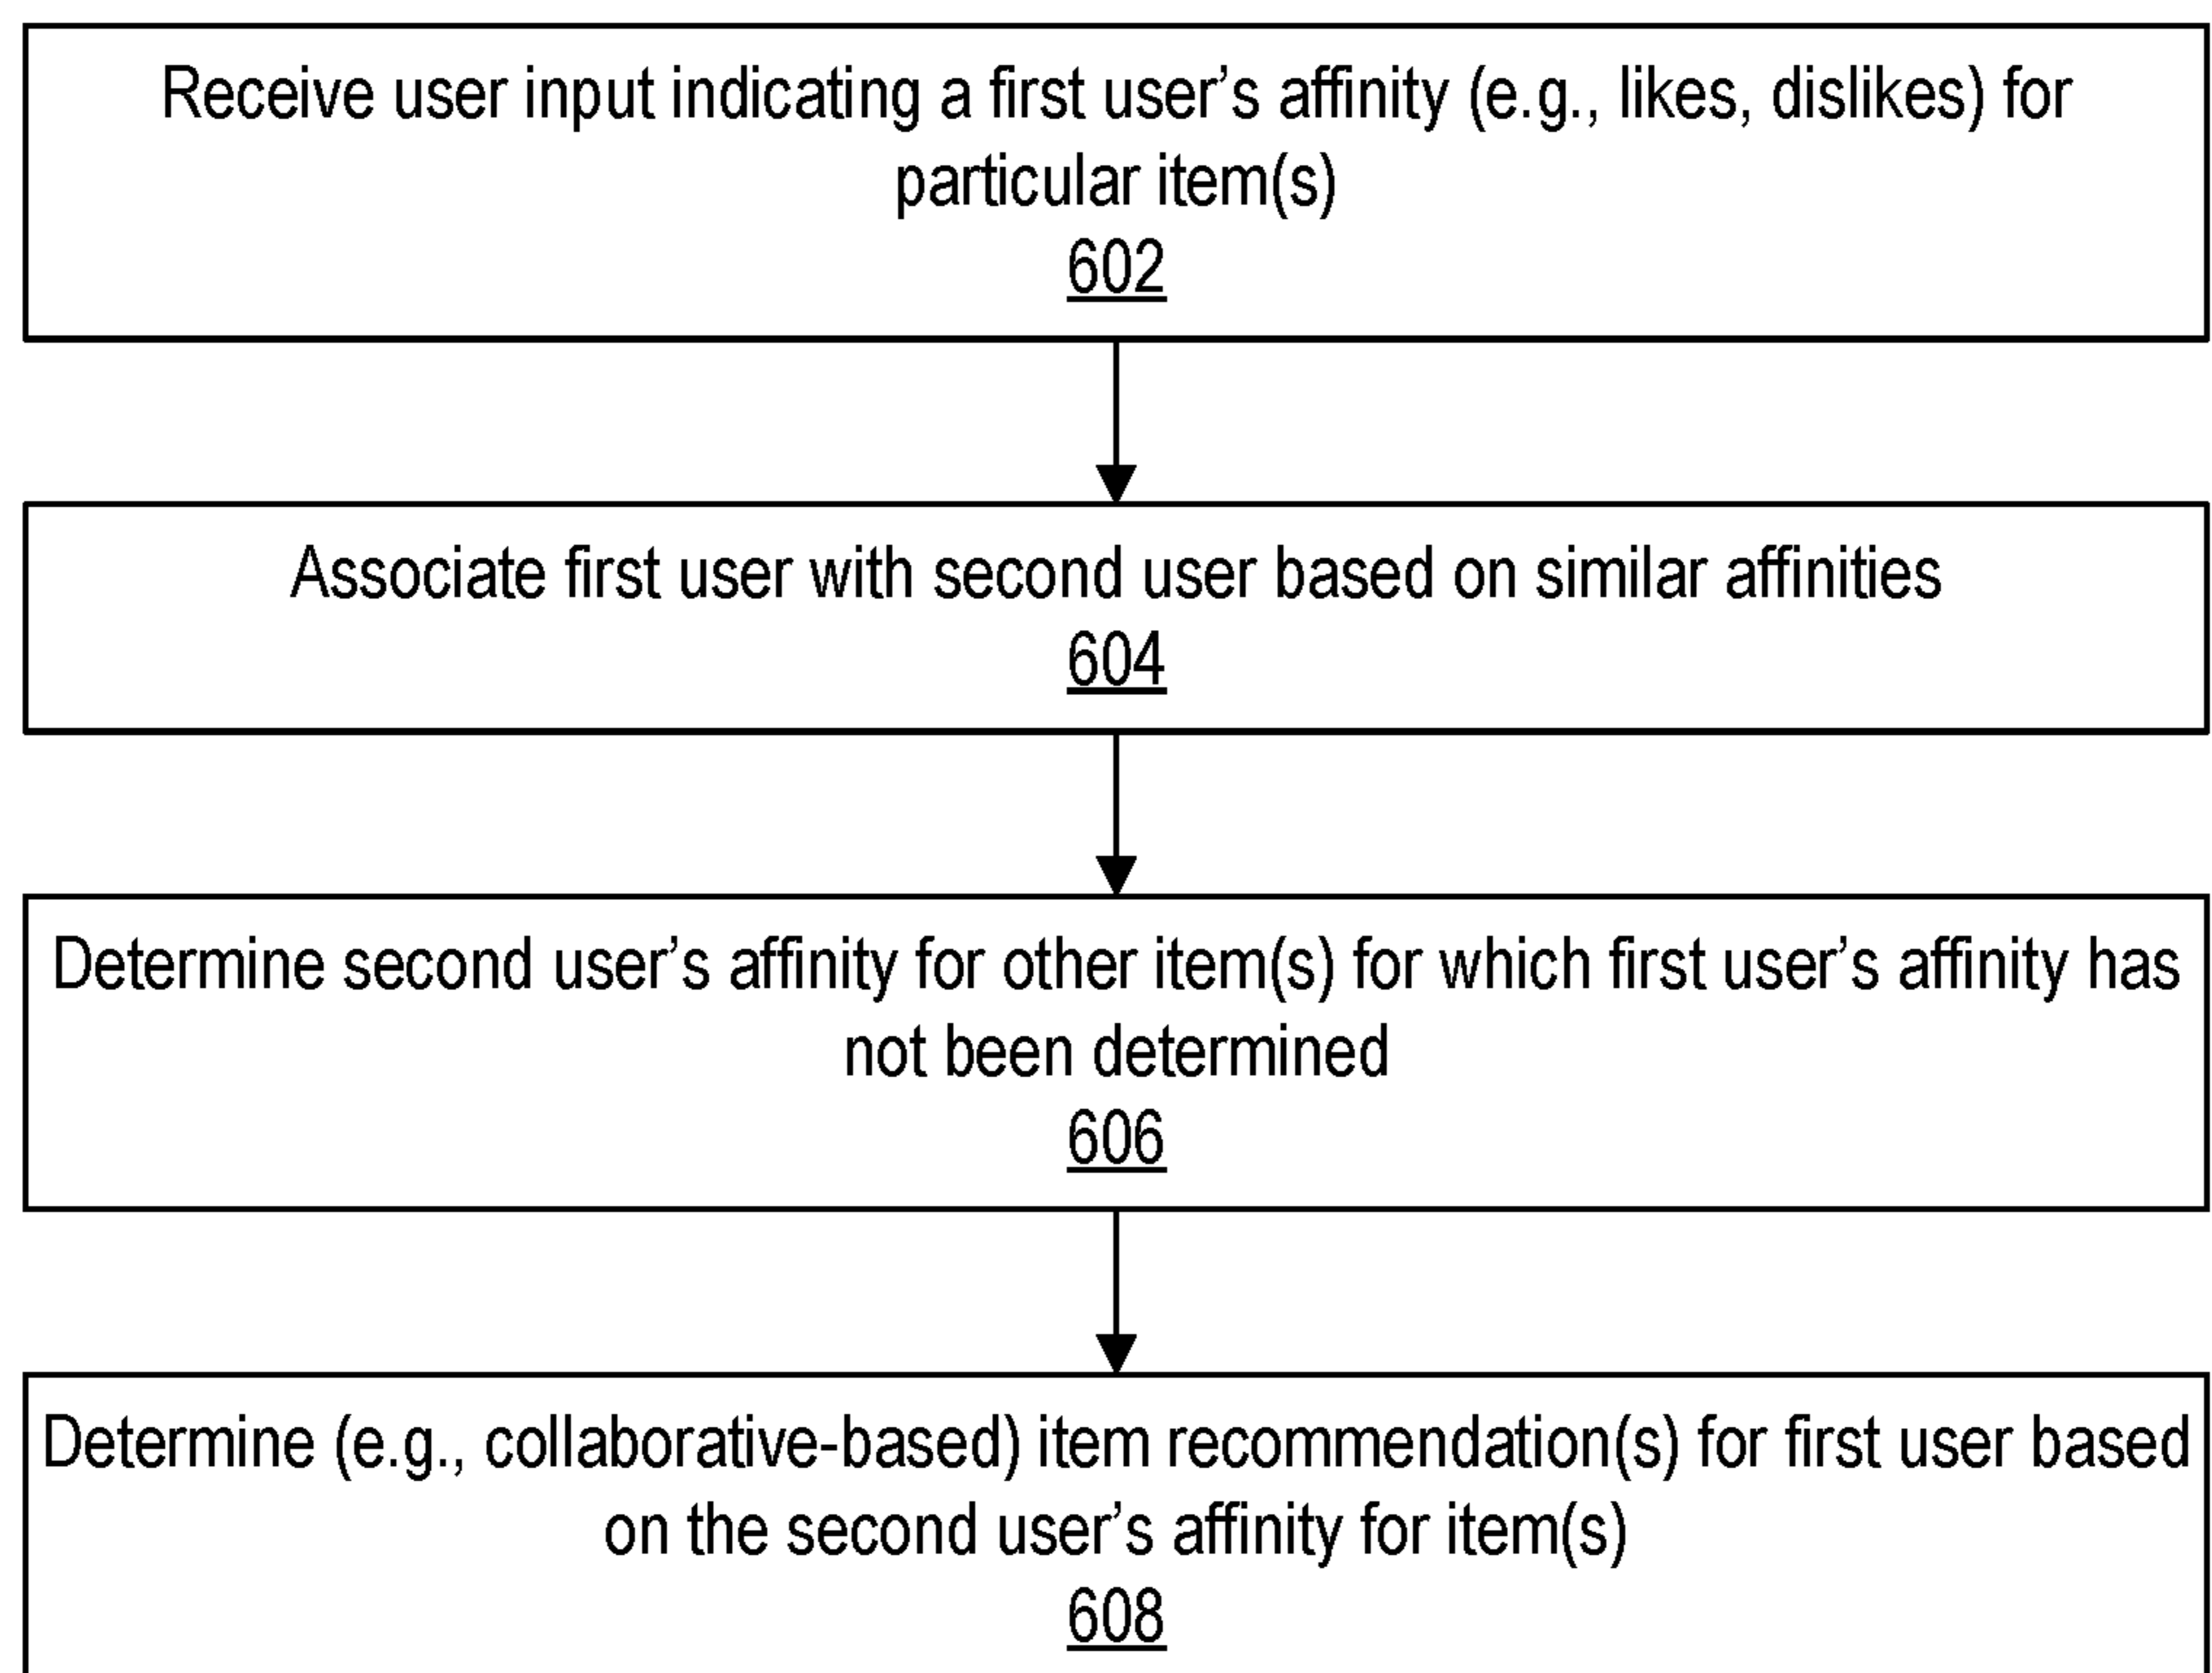 Receive user input indicating a first user’s affinity (e.g., likes, dislikes) for
particular item(s)
602
Associate first user with second user based on similar affinities
604
Determine second user’s affinity for other item(s) for which first user’s affinity has
not been determined
606
Determine (e.g., collaborative-based) item recommendation(s) for first user based
on the second user’s affinity for item(s)
608